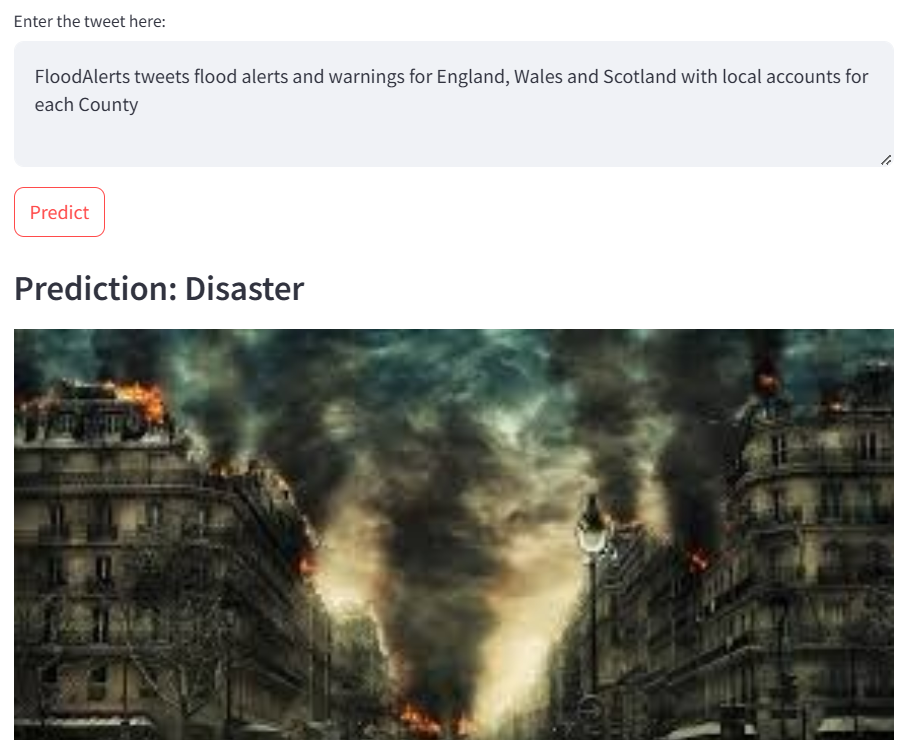 Enter the tweet here:
FloodAlerts tweets flood alerts and warnings for England, Wales and Scotland with local accounts for
each County
Predict
Prediction: Disaster